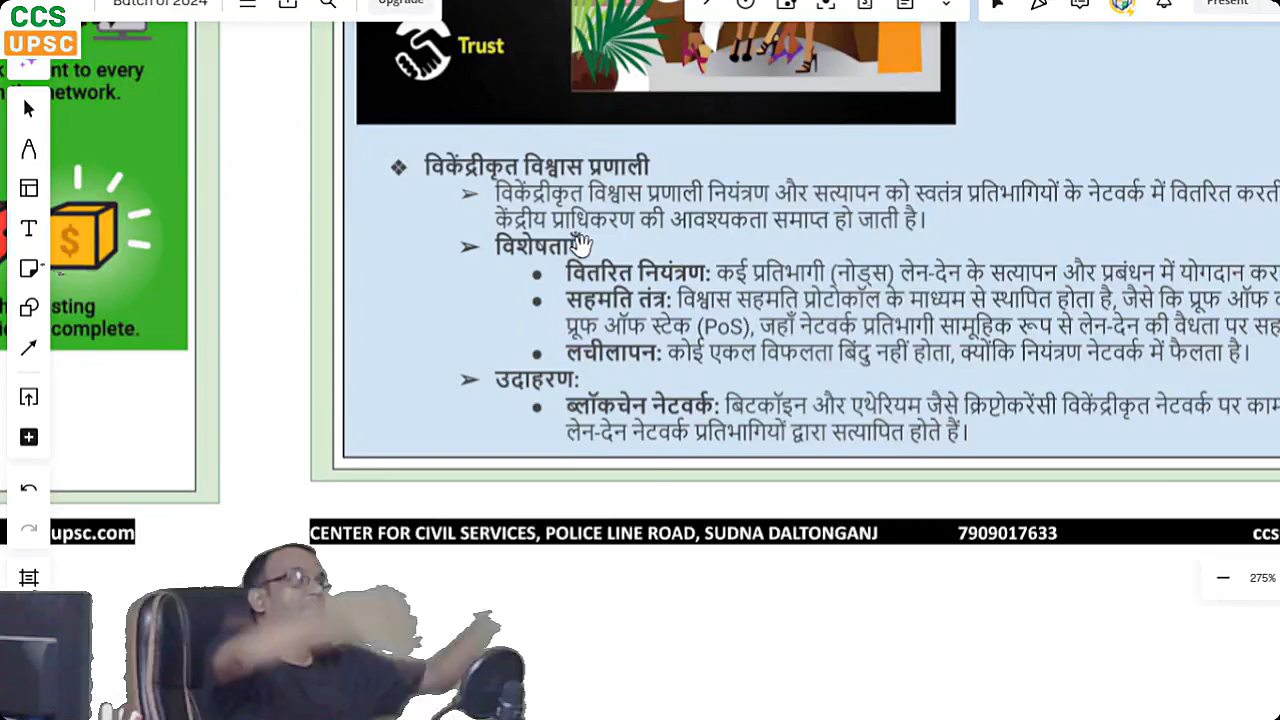 CCS
UPSC
Batch of 2024
Upgrade
Present
Trust
nt to every
network.
sting
complete.
❖ विकेंद्रीकृत विश्वास प्रणाली
➢ विकेंद्रीकृत विश्वास प्रणाली नियंत्रण और सत्यापन को स्वतंत्र प्रतिभागियों के नेटवर्क में वितरित करती
केंद्रीय प्राधिकरण की आवश्यकता समाप्त हो जाती है।
➢ विशेषताएँ
• वितरित नियंत्रण: कई प्रतिभागी (नोड्स) लेन-देन के सत्यापन और प्रबंधन में योगदान कर
• सहमति तंत्र: विश्वास सहमति प्रोटोकॉल के माध्यम से स्थापित होता है, जैसे कि प्रूफ ऑफ
प्रूफ ऑफ स्टेक (PoS), जहाँ नेटवर्क प्रतिभागी सामूहिक रूप से लेन-देन की वैधता पर सह
• लचीलापन: कोई एकल विफलता बिंदु नहीं होता, क्योंकि नियंत्रण नेटवर्क में फैलता है।
➢ उदाहरण:
• ब्लॉकचेन नेटवर्क: बिटकॉइन और एथेरियम जैसे क्रिप्टोकरेंसी विकेंद्रीकृत नेटवर्क पर काम
लेन-देन नेटवर्क प्रतिभागियों द्वारा सत्यापित होते हैं।
upsc.com
CENTER FOR CIVIL SERVICES, POLICE LINE ROAD, SUDNA DALTONGANJ 7909017633 ccs
275%